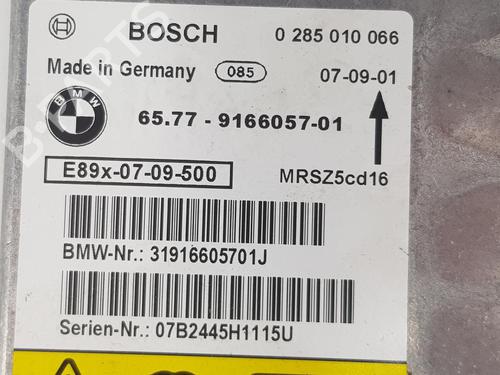 BOSCH 0 285 010 066
Made in Germany 085 07-09-01
BMW 65.77 - 9166057-01
E89x-07-09-500 MRSZ5cd16
BMW-Nr.: 31916605701J
Serien-Nr.: 07B2445H1115U